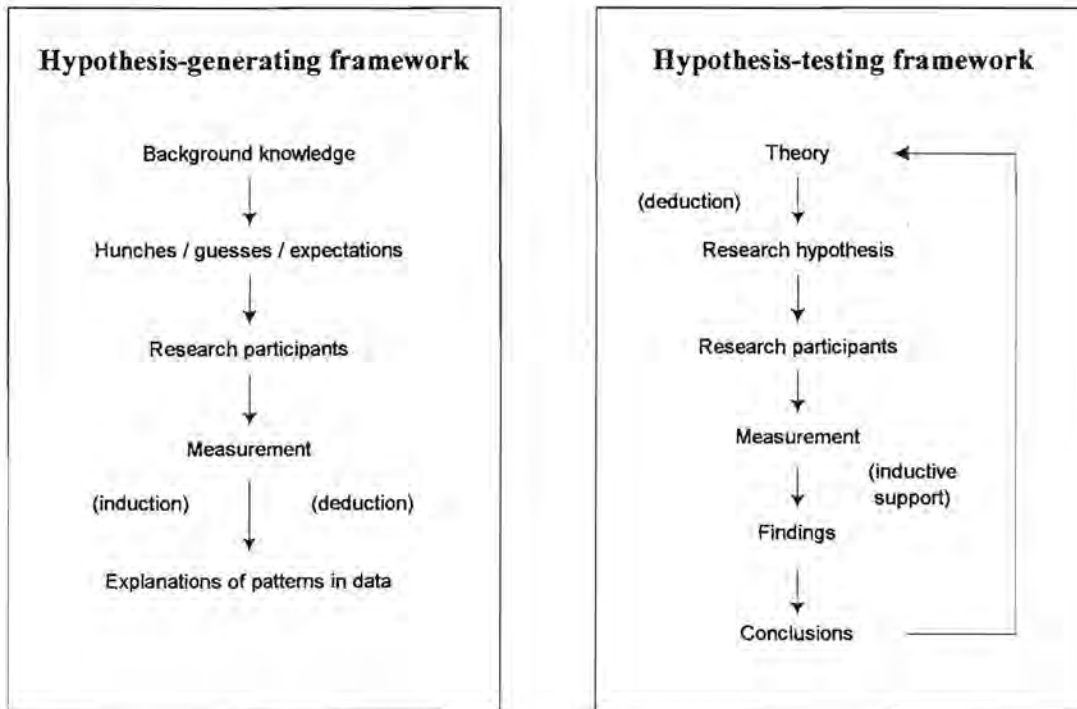 Hypothesis-generating framework
Background knowledge
Hunches / guesses / expectations
Research participants
Measurement
(induction)
(deduction)
Explanations of patterns in data
Hypothesis-testing framework
Theory
(deduction)
Research hypothesis
Research participants
Measurement
(inductive
support)
Findings
Conclusions